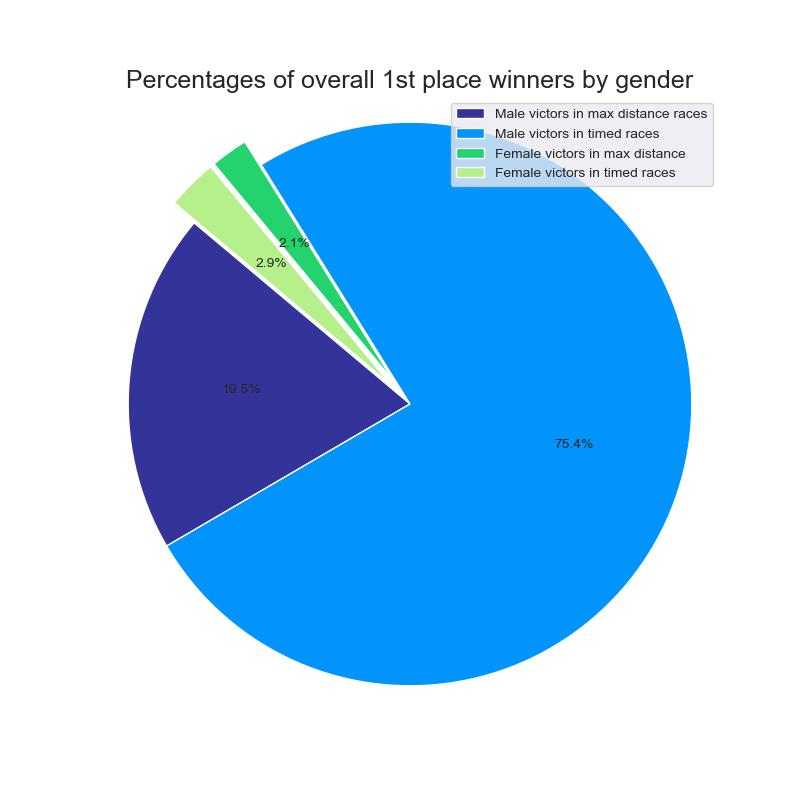 Percentages of overall 1st place winners by gender
Male victors in max distance races
Male victors in timed races
Female victors in max distance
Female victors in timed races
2.1%
2.9%
19.5%
75.4%